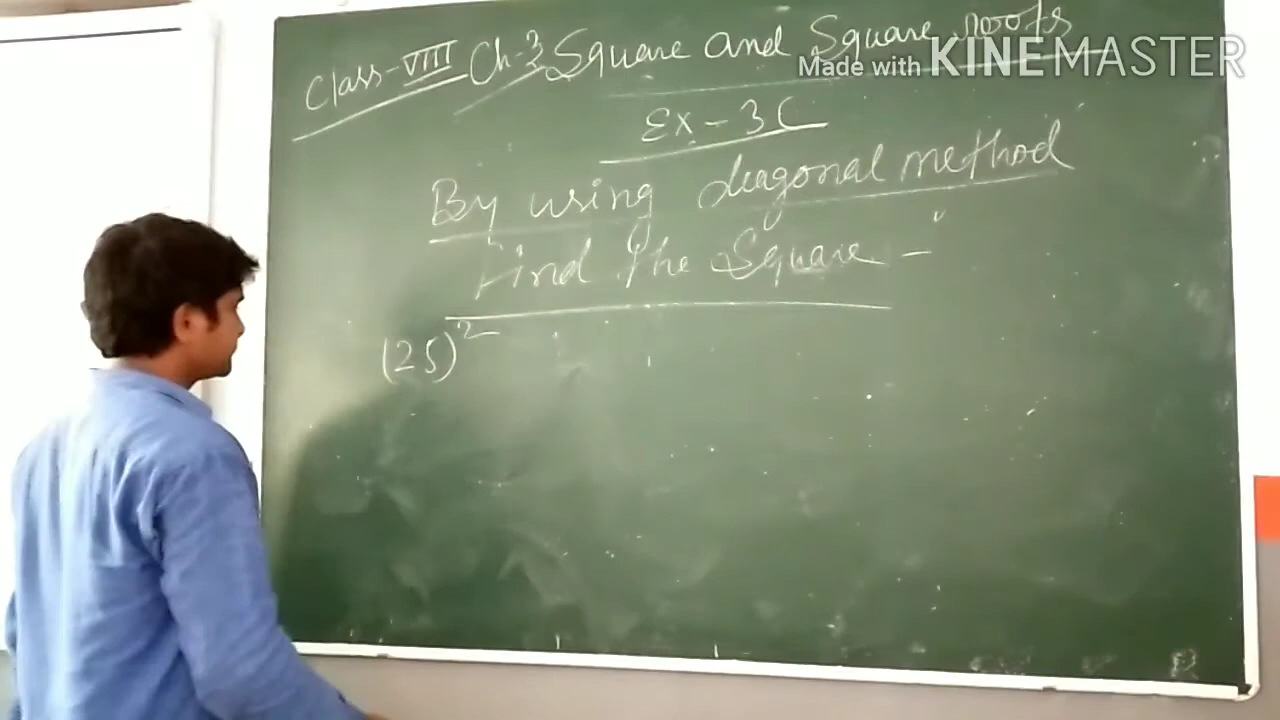 Class-VIII Ch-3 Square and Square roots
Made with KINEMASTER
Ex-3C
By using diagonal method
Find the Square -
(25)²